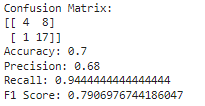 Confusion Matrix:
[[ 4  8]
 [ 1 17]]
Accuracy: 0.7
Precision: 0.68
Recall: 0.9444444444444444
F1 Score: 0.7906976744186047